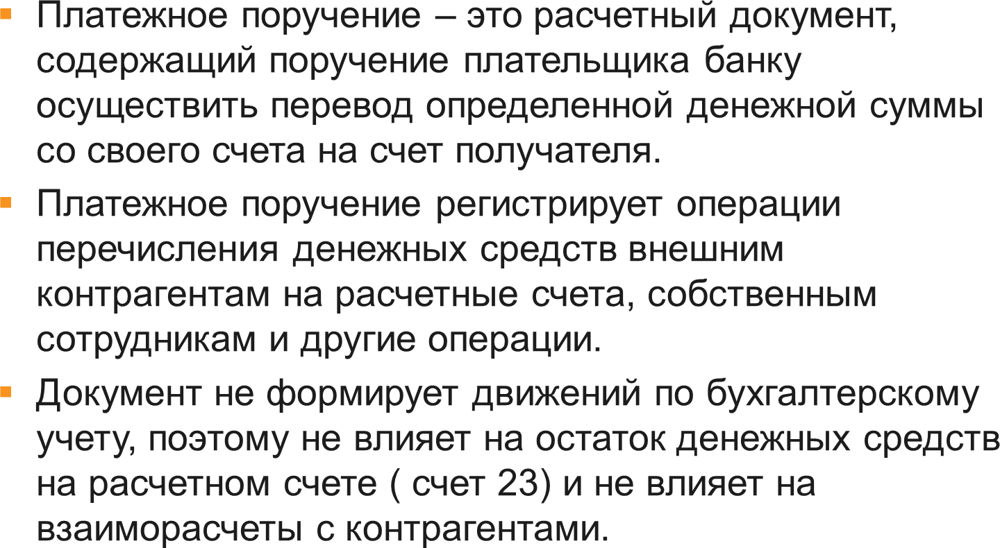 Платежное поручение – это расчетный документ,
содержащий поручение плательщика банку
осуществить перевод определенной денежной суммы
со своего счета на счет получателя.
Платежное поручение регистрирует операции
перечисления денежных средств внешним
контрагентам на расчетные счета, собственным
сотрудникам и другие операции.
Документ не формирует движений по бухгалтерскому
учету, поэтому не влияет на остаток денежных средств
на расчетном счете ( счет 23) и не влияет на
взаиморасчеты с контрагентами.